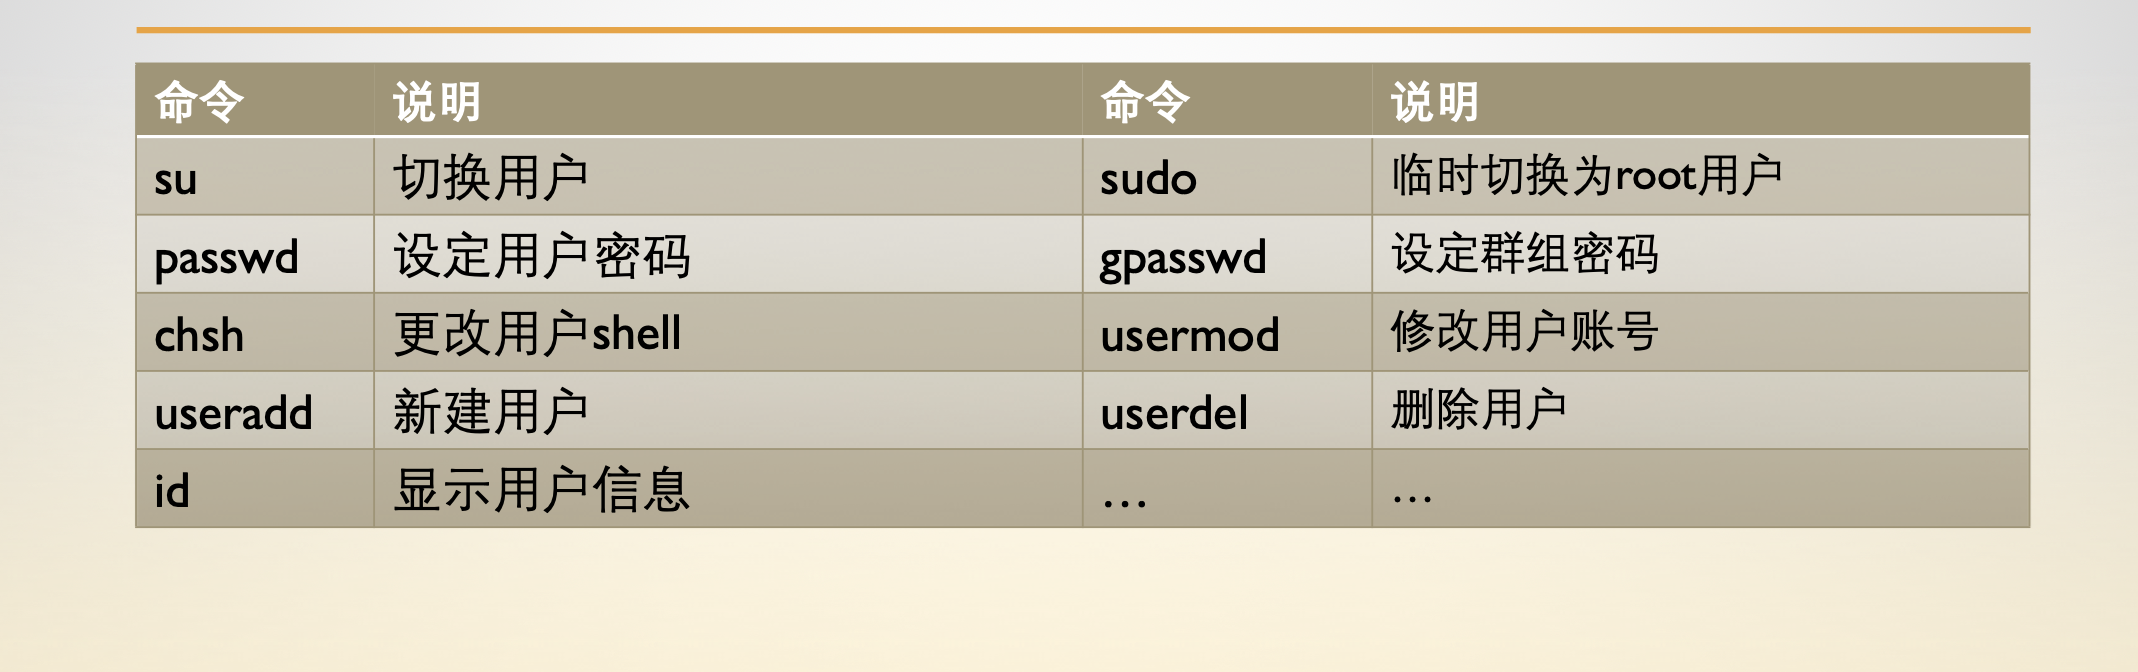 命令 说明 命令 说明
su 切换用户 sudo 临时切换为root用户
passwd 设定用户密码 gpasswd 设定群组密码
chsh 更改用户shell usermod 修改用户账号
useradd 新建用户 userdel 删除用户
id 显示用户信息 … …